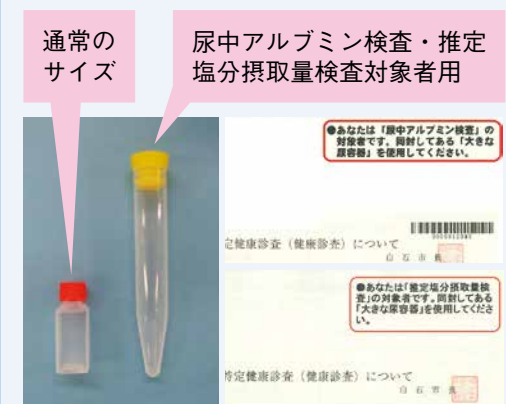 通常の
サイズ
尿中アルブミン検査・推定
塩分摂取量検査対象者用
●あなたは「尿中アルブミン検査」の
対象者です。同封してある「大きな
尿容器」を使用してください。
定健康診査（健康診査）について
白石市長
●あなたは「推定塩分摂取量検
査」の対象者です。同封してある
「大きな尿容器」を使用してくださ
い。
特定健康診査（健康診査）について
白石市長